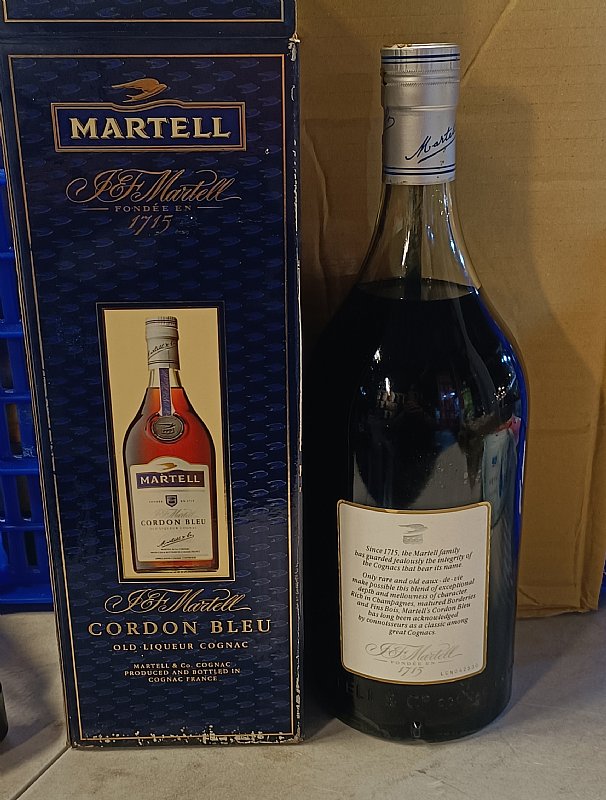 MARTELL
J&F Martell
FONDÉE EN
1715
MARTELL
CORDON BLEU
OLD LIQUEUR COGNAC
J&F Martell
CORDON BLEU
OLD LIQUEUR COGNAC
MARTELL & Co. COGNAC
PRODUCED AND BOTTLED IN
COGNAC FRANCE
Martell
Since 1715, the Martell family
has guarded jealously the integrity of
the Cognacs that bear its name
Only rare and old eaux-de-vie
make possible this blend of exceptional
depth and mellowness of character
Rich in Champagnes, matured Borderies
and Fins Bois, Martell's Cordon Bleu
has long been acknowledged
by connoisseurs as a classic among
great Cognacs.
J&F Martell
FONDÉE EN
1715